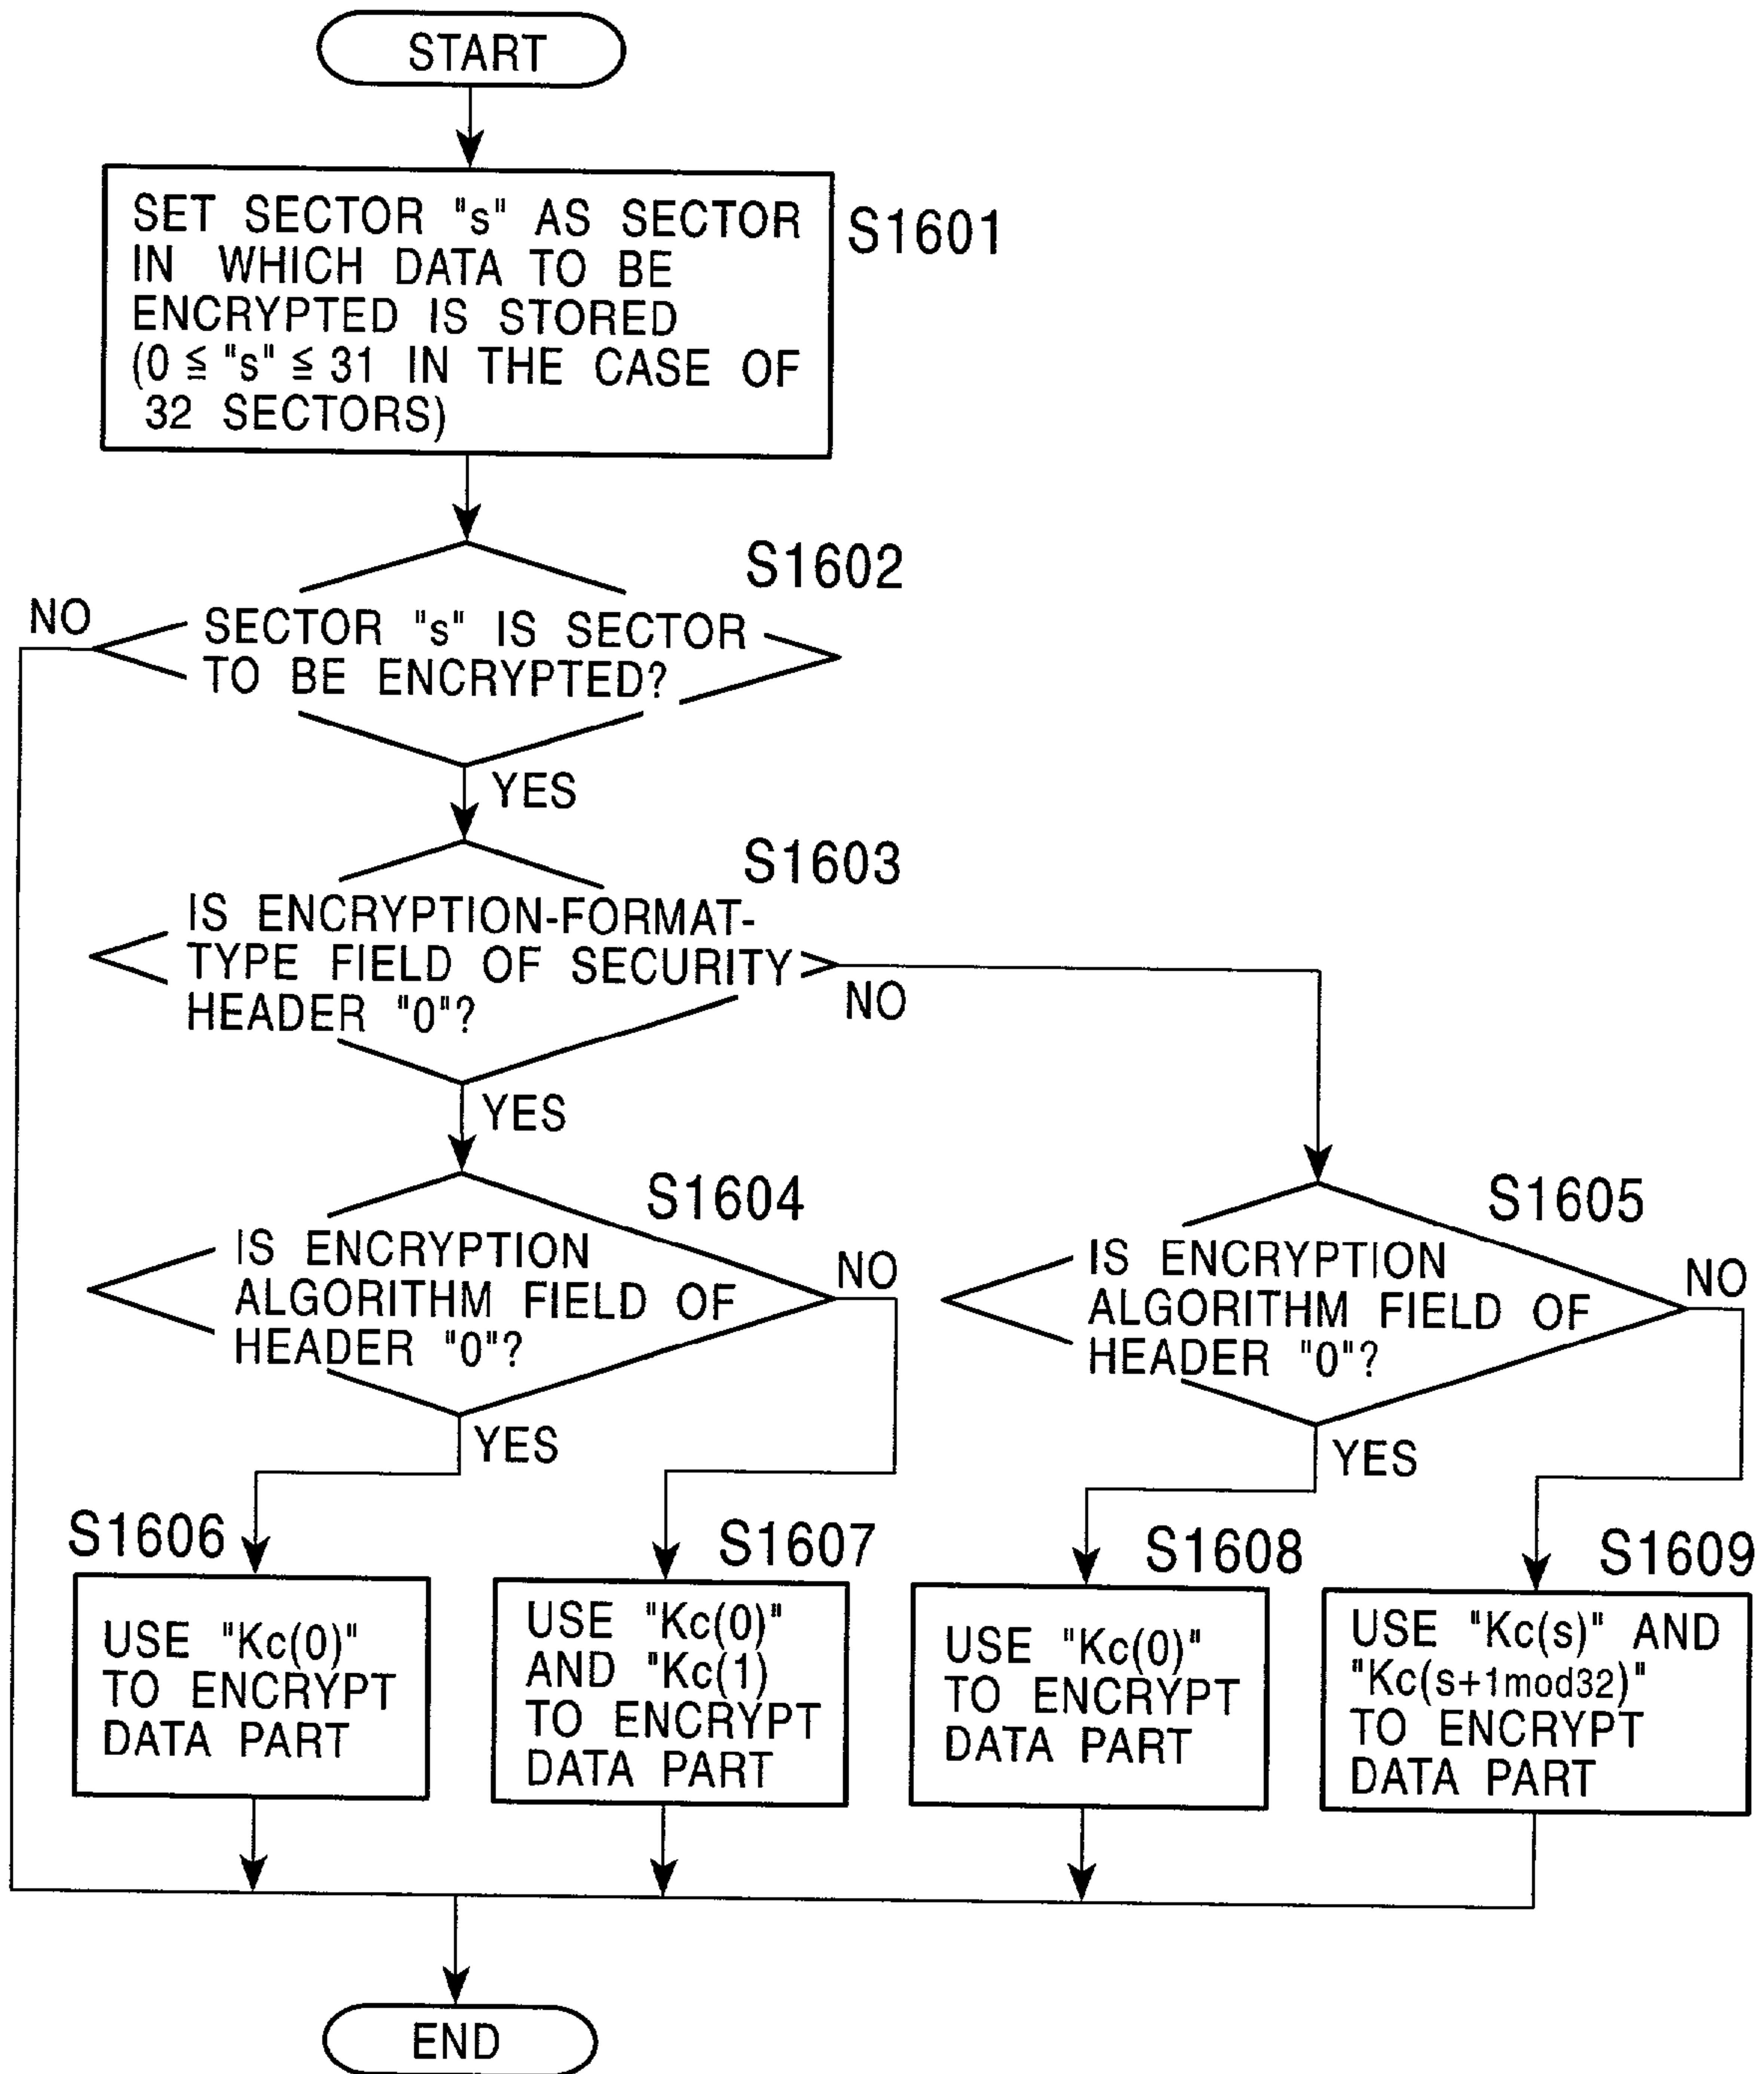 START
SET SECTOR "s" AS SECTOR
IN WHICH DATA TO BE
ENCRYPTED IS STORED
(0 ≦ "s" ≦ 31 IN THE CASE OF
32 SECTORS)
S1601
S1602
NO
SECTOR "s" IS SECTOR
TO BE ENCRYPTED?
YES
S1603
IS ENCRYPTION-FORMAT-
TYPE FIELD OF SECURITY
HEADER "0"?
NO
YES
S1604
IS ENCRYPTION
ALGORITHM FIELD OF
HEADER "0"?
NO
YES
S1605
IS ENCRYPTION
ALGORITHM FIELD OF
HEADER "0"?
NO
YES
S1606
USE "Kc(0)"
TO ENCRYPT
DATA PART
S1607
USE "Kc(0)"
AND "Kc(1)
TO ENCRYPT
DATA PART
S1608
USE "Kc(0)"
TO ENCRYPT
DATA PART
S1609
USE "Kc(s)" AND
"Kc(s+1mod32)"
TO ENCRYPT
DATA PART
END